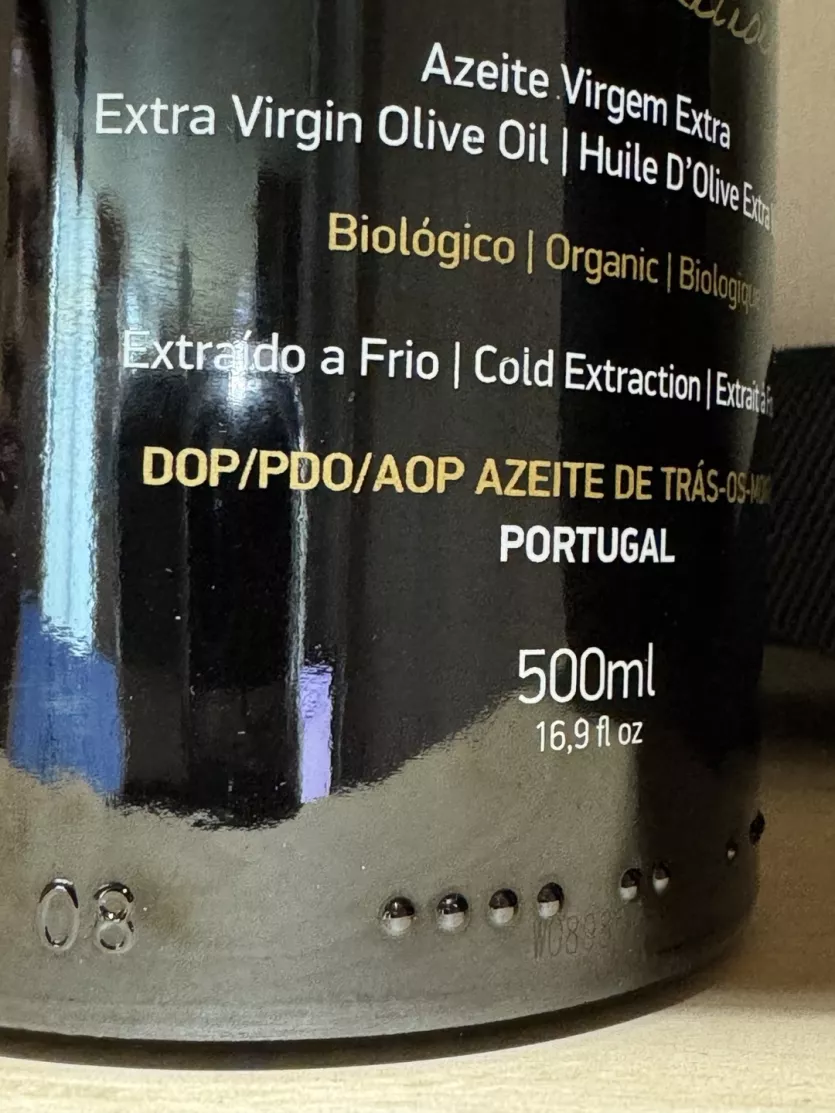 Azeite Virgem Extra
Extra Virgin Olive Oil | Huile D'Olive Extra
Biológico | Organic | Biologique
Extraído a Frio | Cold Extraction | Extrait à
DOP/PDO/AOP AZEITE DE TRÁS-OS-
PORTUGAL
500ml
16,9 fl oz
08